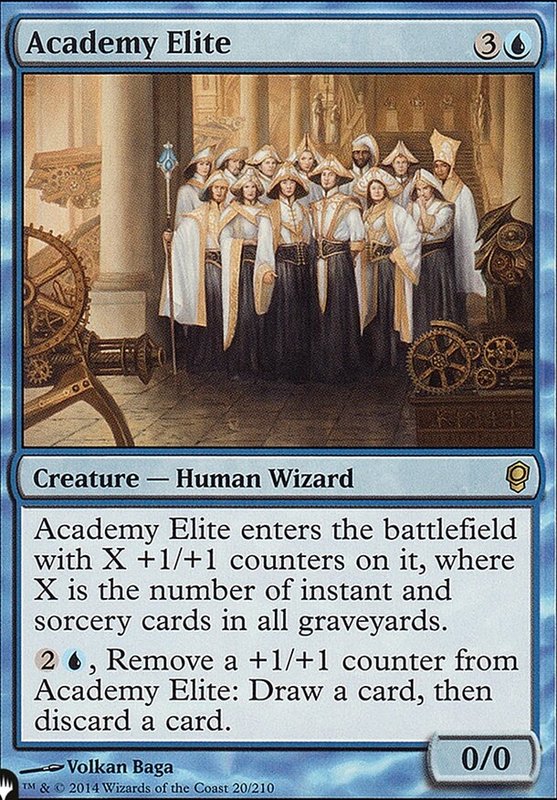 Academy Elite 3
Creature — Human Wizard
Academy Elite enters the battlefield
with X +1/+1 counters on it, where
X is the number of instant and
sorcery cards in all graveyards.
2, Remove a +1/+1 counter from
Academy Elite: Draw a card, then
discard a card.
Volkan Baga
0/0
™ & © 2014 Wizards of the Coast 20/210